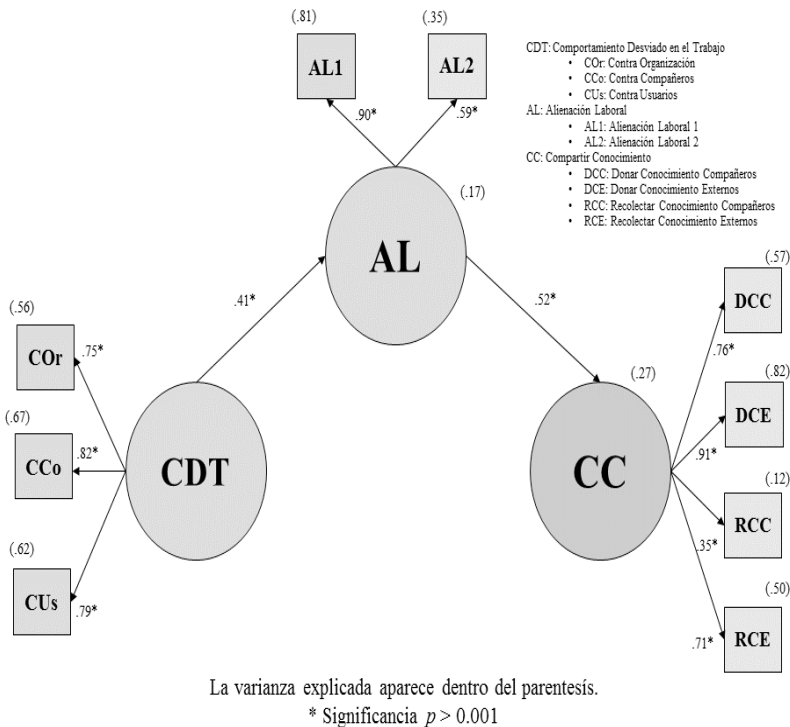 (.81)
(.35)
AL1
AL2
.90*
.59*
CDT: Comportamiento Desviado en el Trabajo
• COr: Contra Organización
• CCo: Contra Compañeros
• CUs: Contra Usuarios
AL: Alienación Laboral
• AL1: Alienación Laboral 1
• AL2: Alienación Laboral 2
CC: Compartir Conocimiento
• DCC: Donar Conocimiento Compañeros
• DCE: Donar Conocimiento Externos
• RCC: Recolectar Conocimiento Compañeros
• RCE: Recolectar Conocimiento Externos
(.17)
AL
.41*
.52*
(.56)
COr
.75*
(.67)
CCo
.82*
(.62)
CUs
.79*
CDT
(.27)
CC
(.57)
DCC
.76*
(.82)
DCE
.91*
(.12)
RCC
.35*
(.50)
RCE
.71*
La varianza explicada aparece dentro del parentesís.
* Significancia p > 0.001